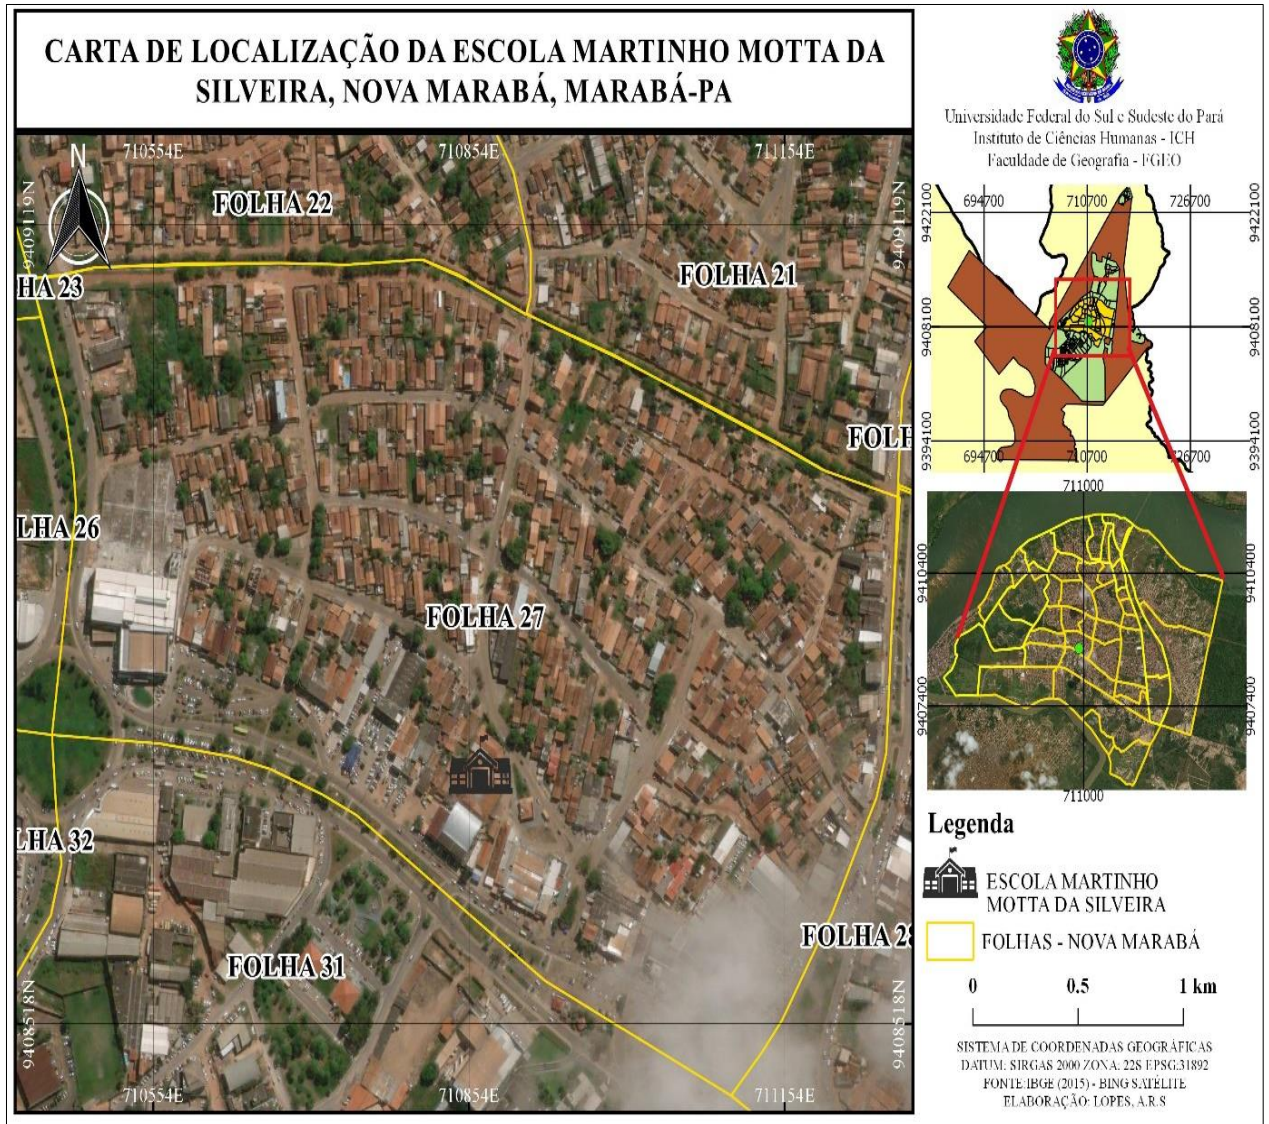 CARTA DE LOCALIZAÇÃO DA ESCOLA MARTINHO MOTTA DA
SILVEIRA, NOVA MARABÁ, MARABÁ-PA
N
710554E
710854E
711154E
9409119N
9409119N
FOLHA 22
FOLHA 21
HA 23
FOLH
LHA 26
FOLHA 27
LHA 32
FOLHA 28
FOLHA 31
9408518N
9408518N
710554E
710854E
711154E
Universidade Federal do Sul e Sudeste do Pará
Instituto de Ciências Humanas - ICH
Faculdade de Geografia - FGEO
694700
710700
726700
9422100
9422100
9408100
9408100
9394100
9394100
694700
710700
726700
711000
9410400
9410400
9407400
9407400
711000
Legenda
ESCOLA MARTINHO
MOTTA DA SILVEIRA
FOLHAS - NOVA MARABÁ
0 0.5 1 km
SISTEMA DE COORDENADAS GEOGRÁFICAS
DATUM: SIRGAS 2000 ZONA: 22S EPSG:31892
FONTE:IBGE (2015) - BING SATÉLITE
ELABORAÇÃO: LOPES, A.R.S